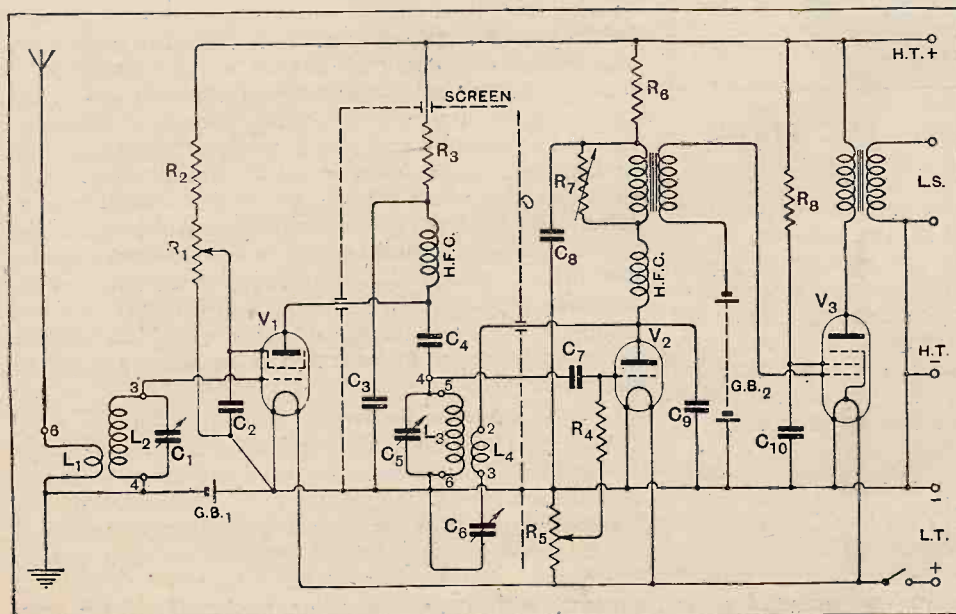 H.T.+
SCREEN
R6
R3
R2
R7
R8
L.S.
R1
C8
H.F.C.
H.F.C.
V1
V2
V3
C4
C7
H.T.
−
C3
G.B.2
3
4 5
C2
C9
6
L2
C1
C5
L3
2
L4
R4
C10
L1
3
4
6
G.B.1
−
C6
R5
L.T.
+